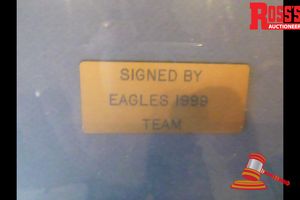 ROSS'S
AUCTIONEERS
SIGNED BY
EAGLES 1999
TEAM